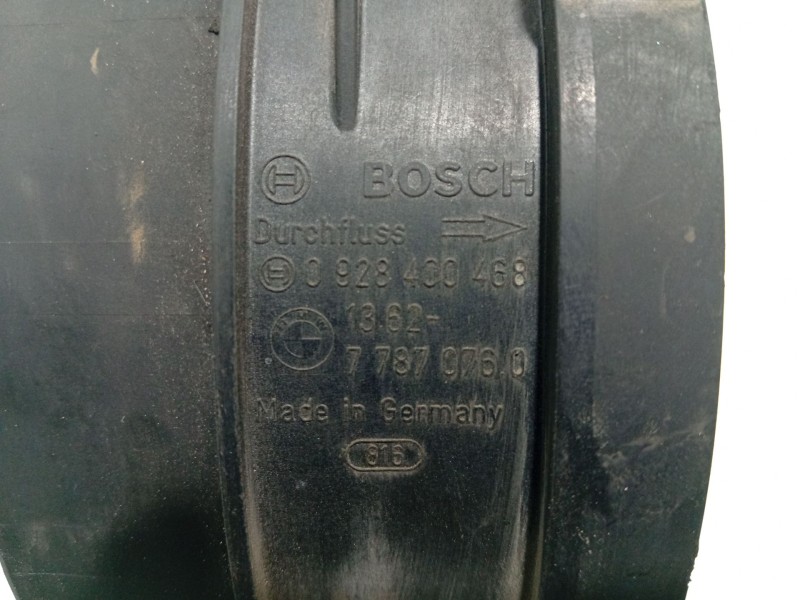 BOSCH
Durchfluss
0 928 400 468
13.62-
7 787 076.0
Made in Germany
816